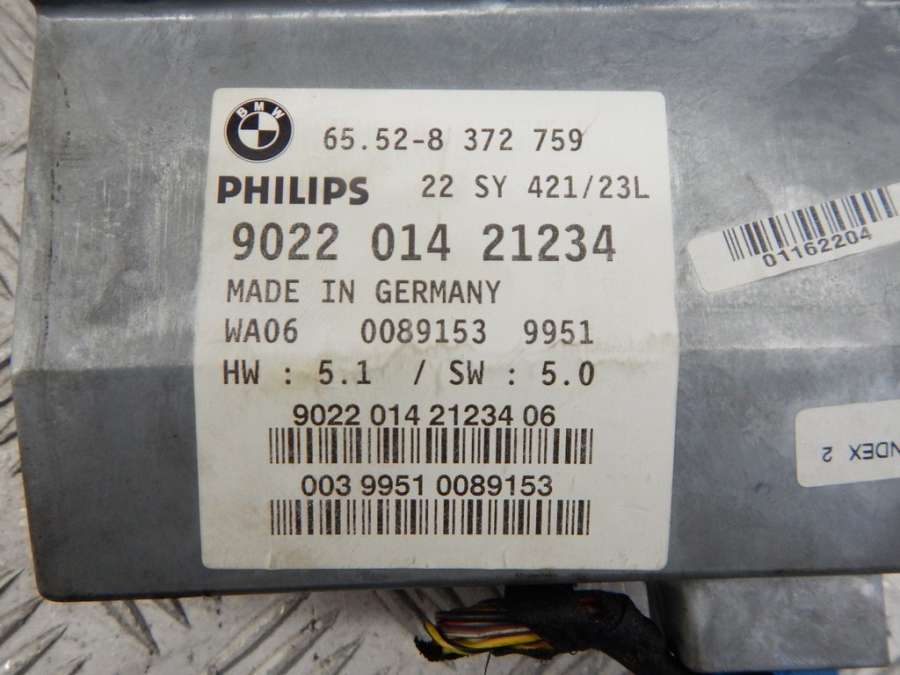 BMW
65.52-8 372 759
PHILIPS 22 SY 421/23L
9022 014 21234
MADE IN GERMANY
WA06 0089153 9951
HW : 5.1 / SW : 5.0
9022 014 21234 06
003 9951 0089153
01162204
NDEX 2